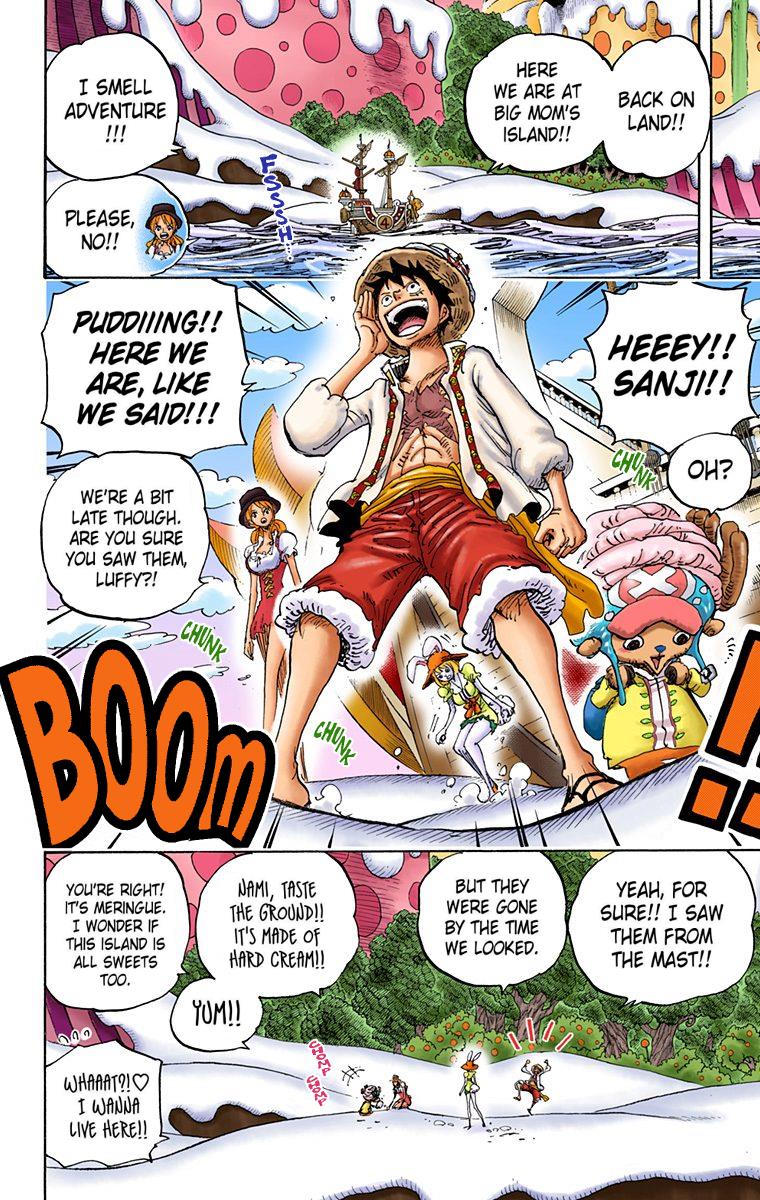 BACK ON
LAND!!
HERE
WE ARE AT
BIG MOM'S
ISLAND!!
I SMELL
ADVENTURE
!!!
FSSSSH...
PLEASE,
NO!!
HEEEY!!
SANJI!!
PUDDIIING!!
HERE WE
ARE, LIKE
WE SAID!!!
CHUNK
OH?
WE'RE A BIT
LATE THOUGH.
ARE YOU SURE
YOU SAW THEM,
LUFFY?!
CHUNK
CHUNK
BOOM
!!
YEAH, FOR
SURE!! I SAW
THEM FROM
THE MAST!!
BUT THEY
WERE GONE
BY THE TIME
WE LOOKED.
NAMI, TASTE
THE GROUND!!
IT'S MADE OF
HARD CREAM!!
YUM!!
CHOMP CHOMP
YOU'RE RIGHT!
IT'S MERINGUE.
I WONDER IF
THIS ISLAND IS
ALL SWEETS
TOO.
WHAAAT?!♡
I WANNA
LIVE HERE!!